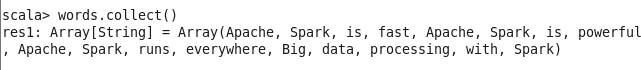 scala> words.collect()
res1: Array[String] = Array(Apache, Spark, is, fast, Apache, Spark, is, powerful
, Apache, Spark, runs, everywhere, Big, data, processing, with, Spark)